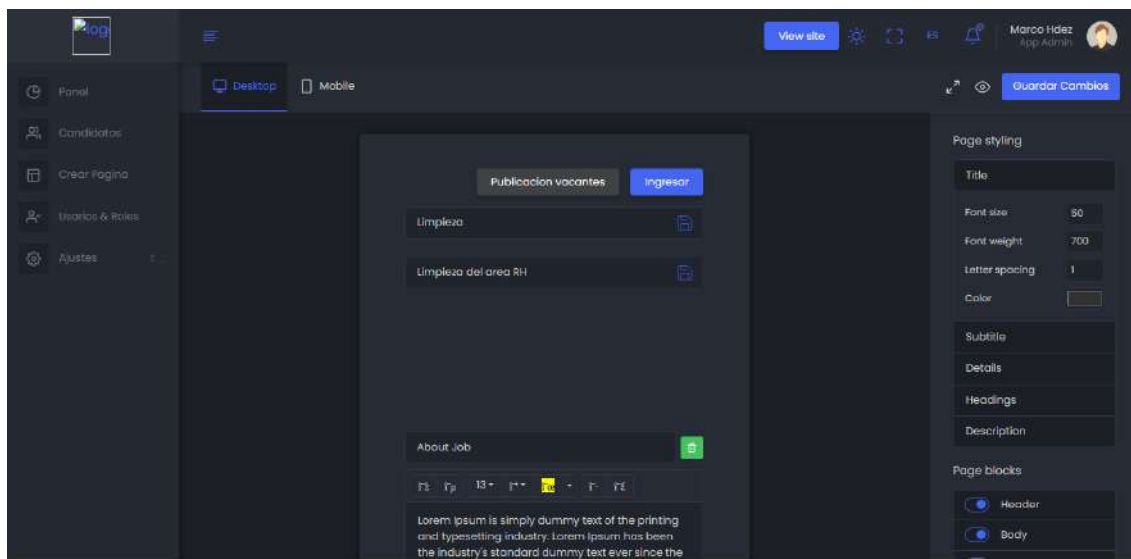 log
View site
ES
Marco Hdez
App Admin
Panel
Candidatos
Crear Pagina
Usarios & Roles
Ajustes
Desktop
Mobile
Guardar Cambios
Publicacion vacantes
Ingresar
Limpieza
Limpieza del area RH
About Job
13
Lorem Ipsum is simply dummy text of the printing
and typesetting industry. Lorem Ipsum has been
the industry's standard dummy text ever since the
Page styling
Title
Font size 60
Font weight 700
Letter spacing 1
Color
Subtitle
Details
Headings
Description
Page blocks
Header
Body